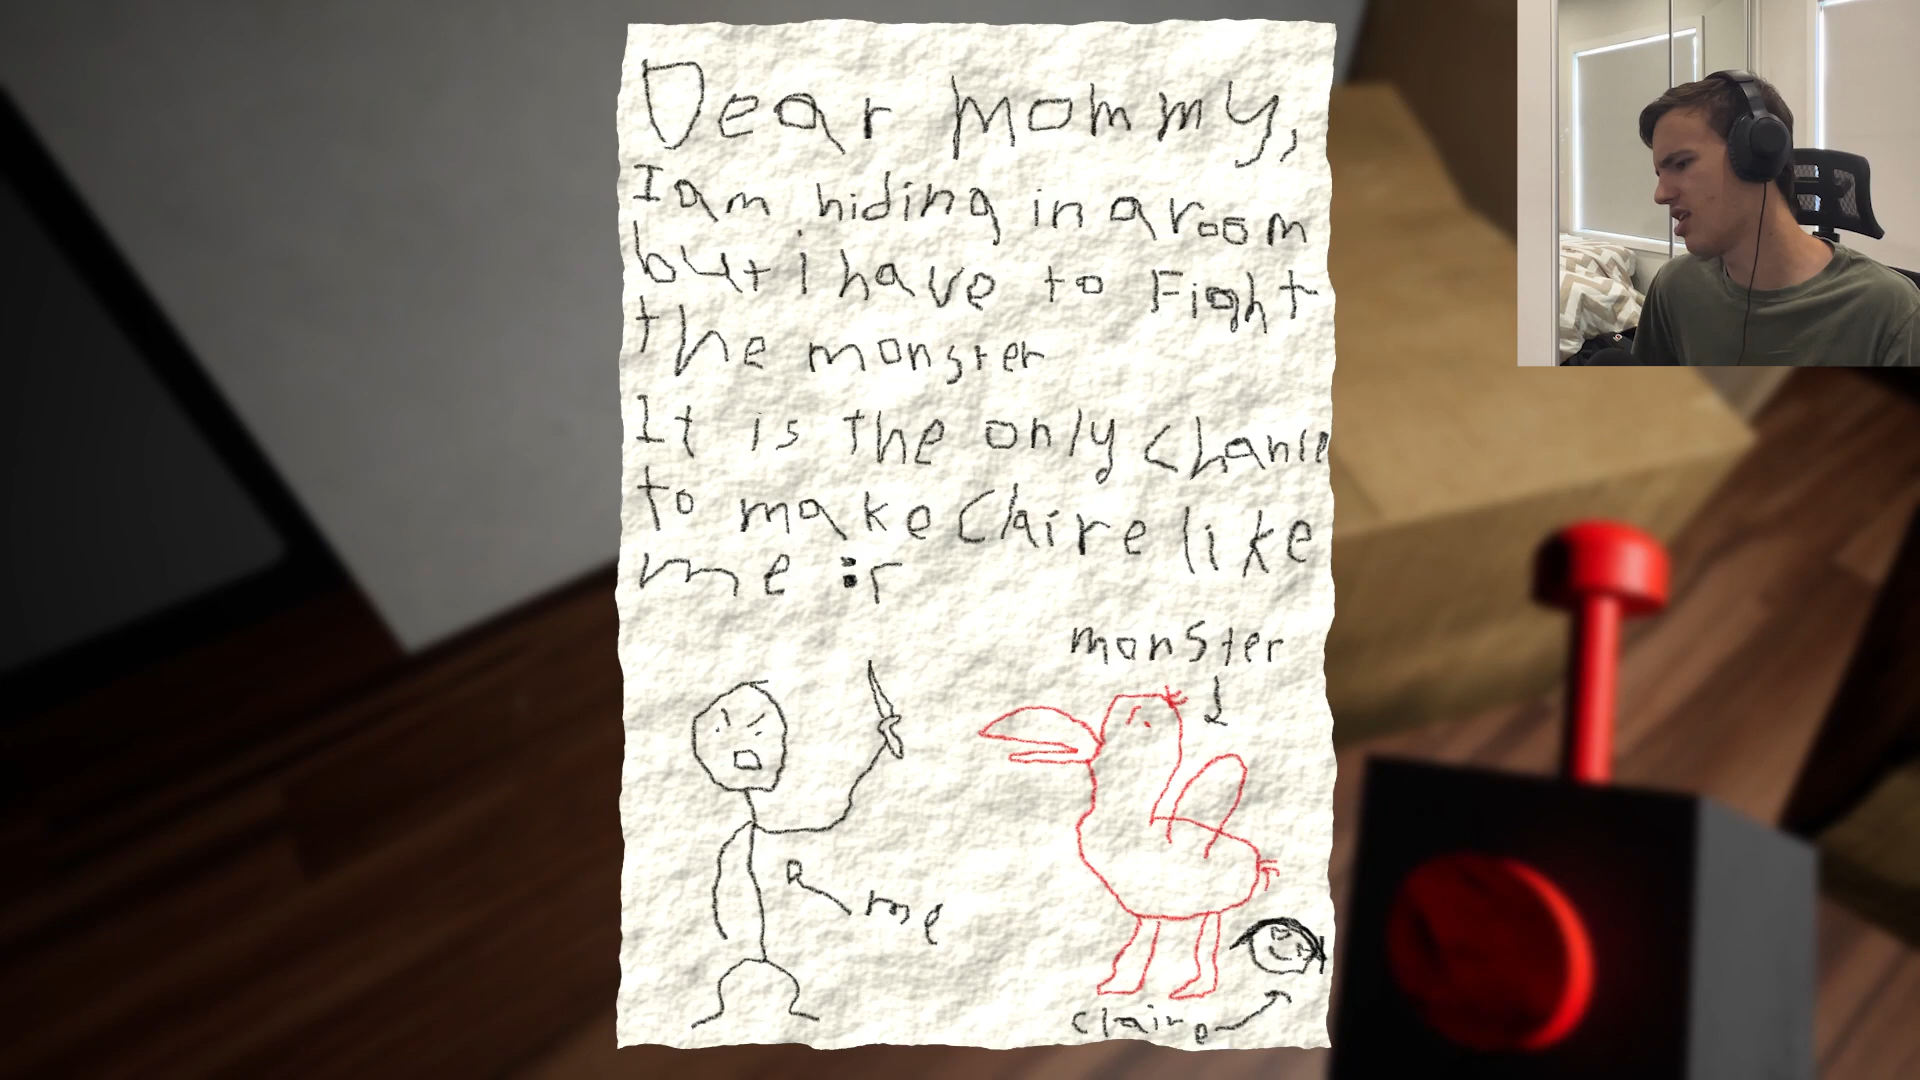 Dear mommy,
I am hiding in a room
but i have to Fight
the monster
It is the only chance
to make Claire like
me :r
monster
me
claire